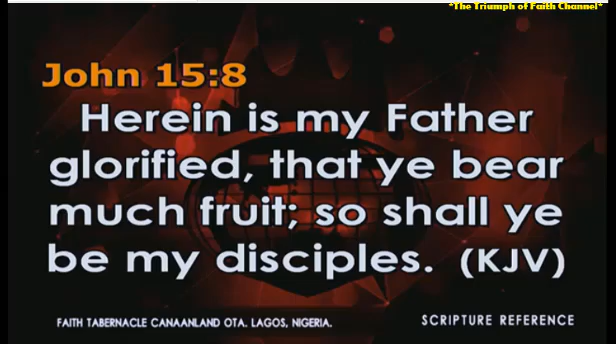 *The Triumph of Faith Channel*
John 15:8
Herein is my Father
glorified, that ye bear
much fruit; so shall ye
be my disciples. (KJV)
FAITH TABERNACLE CANAANLAND OTA. LAGOS, NIGERIA.
SCRIPTURE REFERENCE